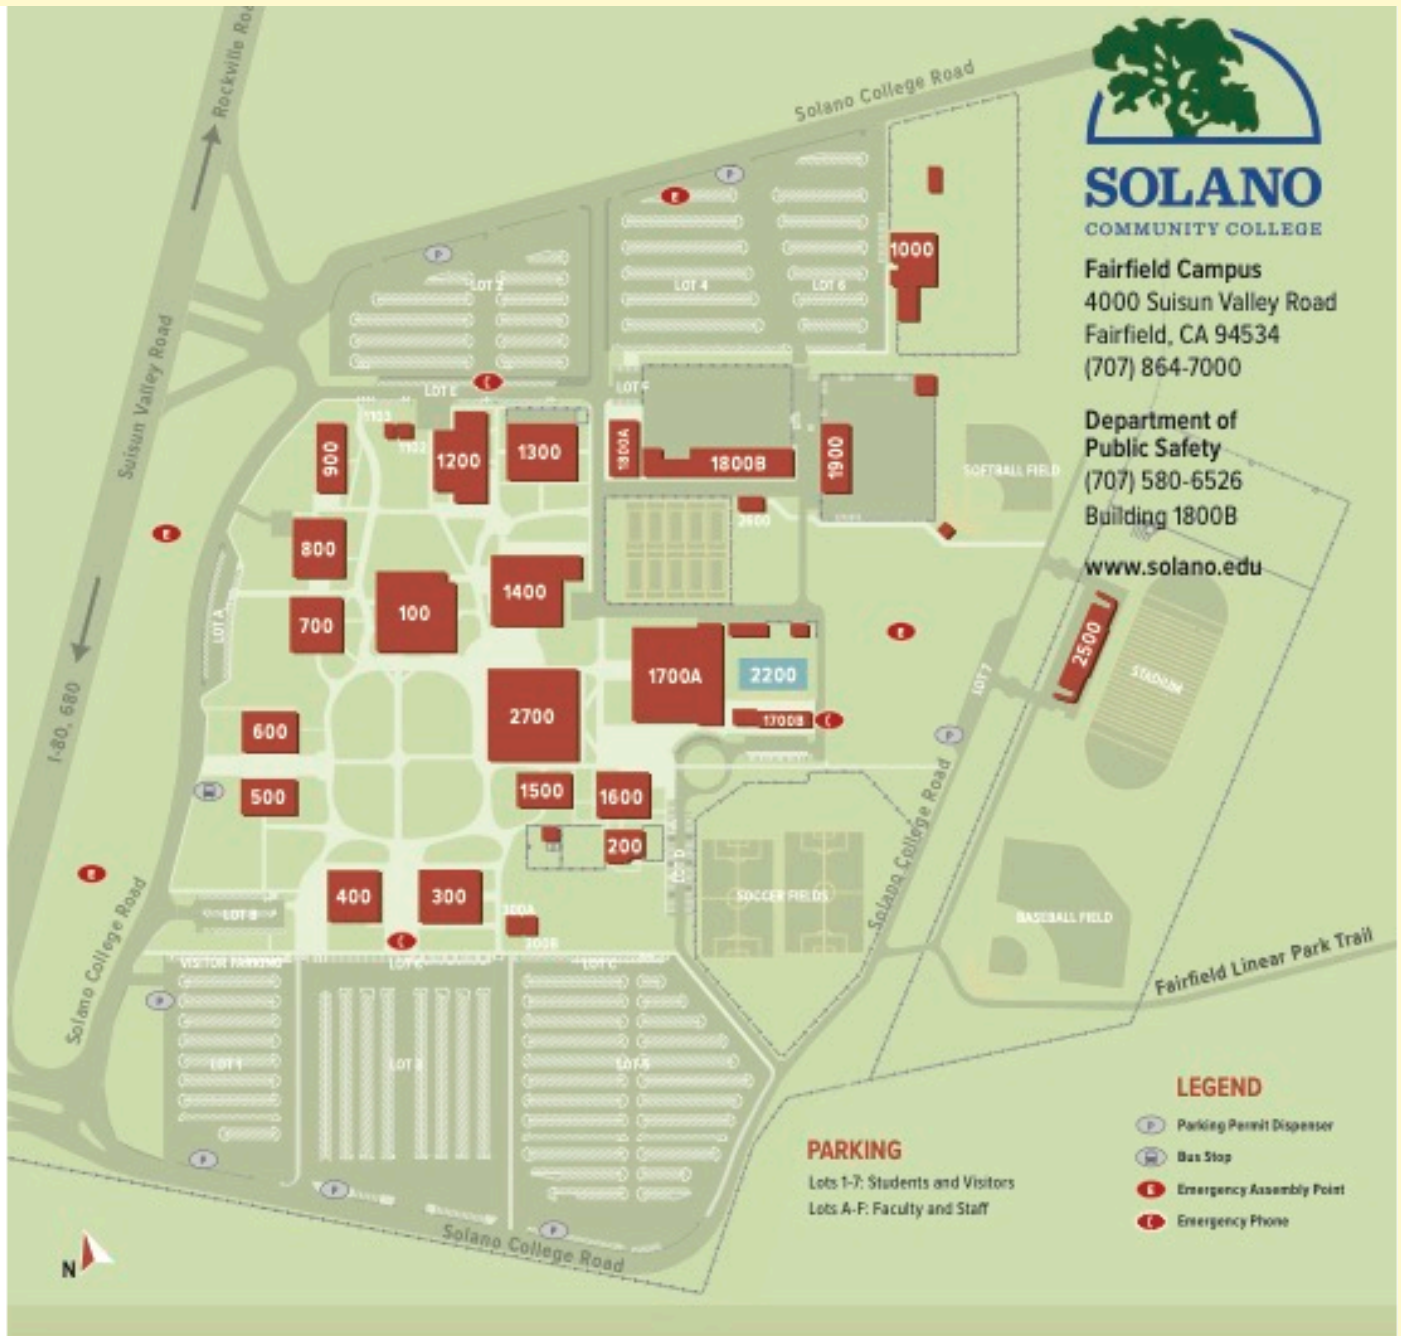 Rockville Roa
Solano College Road
SOLANO
COMMUNITY COLLEGE
Fairfield Campus
4000 Suisun Valley Road
Fairfield, CA 94534
(707) 864-7000
Department of
Public Safety
(707) 580-6526
Building 1800B
www.solano.edu
P
E
P
1000
LOT 2
LOT 4
LOT 6
Suisun Valley Road
LOT E
LOT F
1103
1102
900
1200
1300
1800A
1800B
1900
SOFTBALL FIELD
2600
E
800
1400
100
700
LOT A
E
2500
1700A
2200
STADIUM
LOT 7
I-80, 680
2700
1700B
600
P
500
1500
1600
200
Solano College Road
LOT D
E
400
300
SOCCER FIELDS
300A
LOT B
300B
BASEBALL FIELD
Solano College Road
Fairfield Linear Park Trail
VISITOR PARKING
LOT C
LOT C
P
LOT 1
LOT 3
LOT 5
P
P
P
Solano College Road
N
PARKING
Lots 1-7: Students and Visitors
Lots A-F: Faculty and Staff
LEGEND
P Parking Permit Dispenser
Bus Stop
E Emergency Assembly Point
Emergency Phone